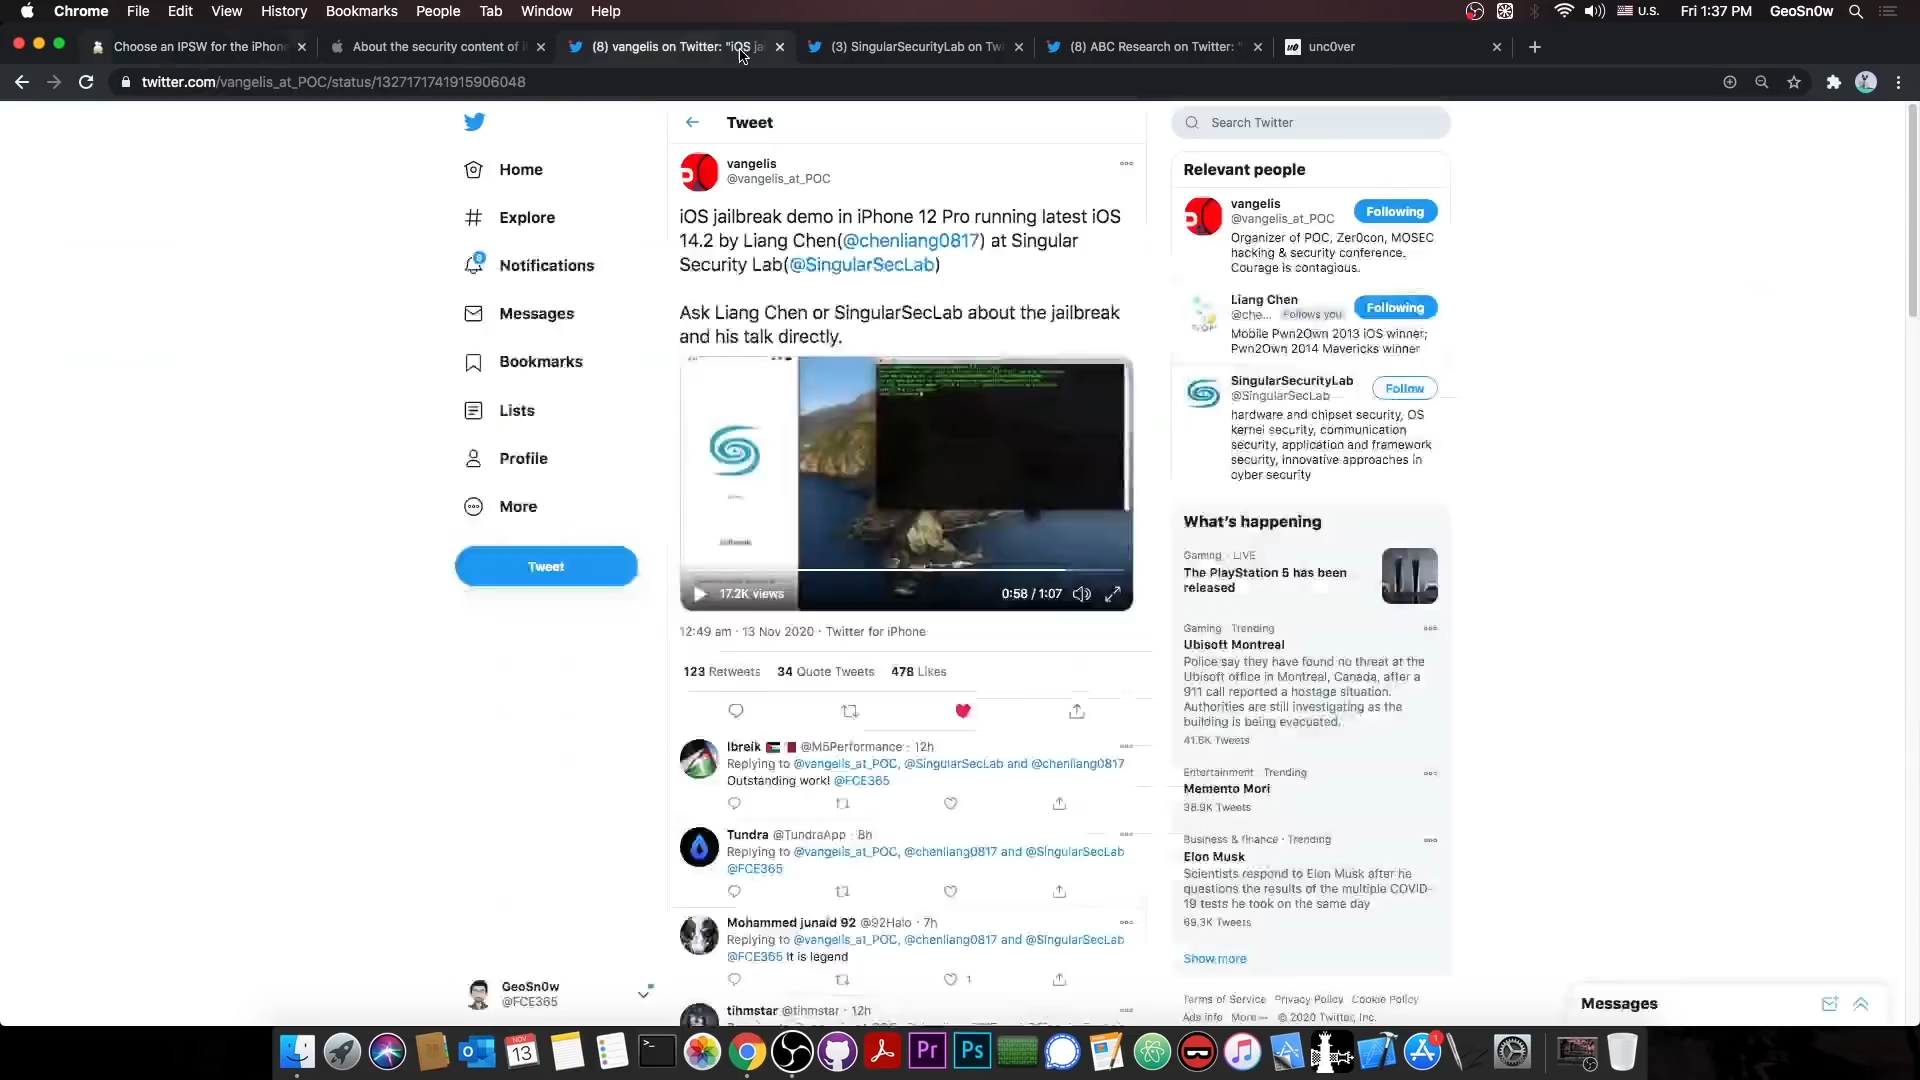 Chrome File Edit View History Bookmarks People Tab Window Help U.S. Fri 1:37 PM GeoSn0w
Choose an IPSW for the iPhone About the security content of i (8) vangelis on Twitter: "iOS ja (3) SingularSecurityLab on Twi (8) ABC Research on Twitter: " unc0ver
twitter.com/vangelis_at_POC/status/1327171741915906048
Home
Explore
8
Notifications
Messages
Bookmarks
Lists
Profile
More
Tweet
GeoSn0w
@FCE365
Tweet
vangelis
@vangelis_at_POC
iOS jailbreak demo in iPhone 12 Pro running latest iOS
14.2 by Liang Chen(@chenliang0817) at Singular
Security Lab(@SingularSecLab)
Ask Liang Chen or SingularSecLab about the jailbreak
and his talk directly.
Jailbreak
17.2K views 0:58 / 1:07
12:49 am · 13 Nov 2020 · Twitter for iPhone
123 Retweets 34 Quote Tweets 478 Likes
Ibreik @M5Performance · 12h
Replying to @vangelis_at_POC, @SingularSecLab and @chenliang0817
Outstanding work! @FCE365
Tundra @TundraApp · 8h
Replying to @vangelis_at_POC, @chenliang0817 and @SingularSecLab
@FCE365
Mohammed junaid 92 @92Halo · 7h
Replying to @vangelis_at_POC, @chenliang0817 and @SingularSecLab
@FCE365 It is legend
1
tihmstar @tihmstar · 12h
Search Twitter
Relevant people
vangelis
@vangelis_at_POC
Following
Organizer of POC, Zer0con, MOSEC
hacking & security conference.
Courage is contagious.
Liang Chen
@che... Follows you
Following
Mobile Pwn2Own 2013 iOS winner;
Pwn2Own 2014 Mavericks winner
SingularSecurityLab
@SingularSecLab
Follow
hardware and chipset security, OS
kernel security, communication
security, application and framework
security, innovative approaches in
cyber security
What's happening
Gaming · LIVE
The PlayStation 5 has been
released
Gaming · Trending
Ubisoft Montreal
Police say they have found no threat at the
Ubisoft office in Montreal, Canada, after a
911 call reported a hostage situation.
Authorities are still investigating as the
building is being evacuated.
41.6K Tweets
Entertainment · Trending
Memento Mori
38.9K Tweets
Business & finance · Trending
Elon Musk
Scientists respond to Elon Musk after he
questions the results of the multiple COVID-
19 tests he took on the same day
69.3K Tweets
Show more
Terms of Service Privacy Policy Cookie Policy
Ads info More © 2020 Twitter, Inc.
Messages
NOV
13
Pr
Ps
1